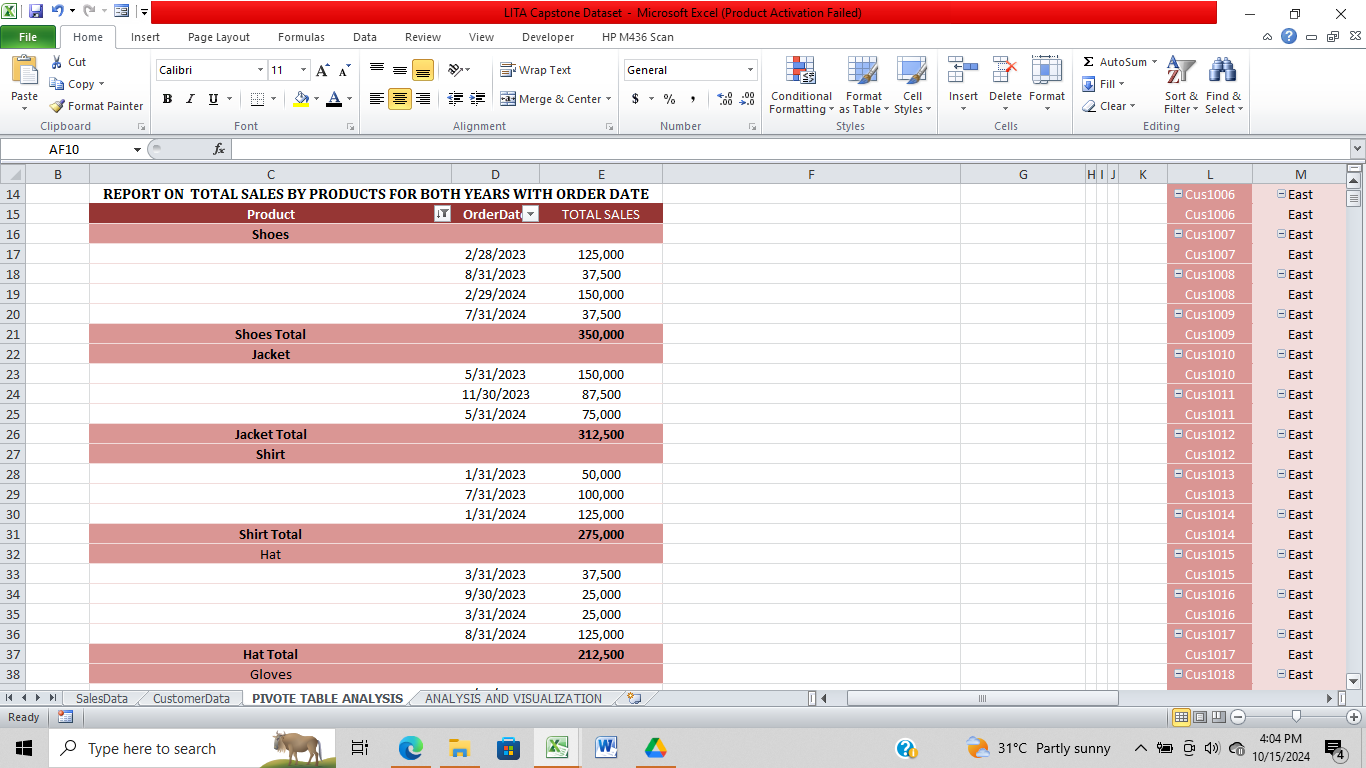 LITA Capstone Dataset - Microsoft Excel (Product Activation Failed)
File Home Insert Page Layout Formulas Data Review View Developer HP M436 Scan
Paste Cut Copy Format Painter Clipboard
Calibri 11 B I U Font
Wrap Text Merge & Center Alignment
General $ % , Number
Conditional Formatting Format as Table Cell Styles Styles
Insert Delete Format Cells
Σ AutoSum Fill Clear Sort & Filter Find & Select Editing
AF10 fx
B C D E F G H I J K L M
14 REPORT ON TOTAL SALES BY PRODUCTS FOR BOTH YEARS WITH ORDER DATE Cus1006 East
15 Product OrderDat TOTAL SALES Cus1006 East
16 Shoes Cus1007 East
17 2/28/2023 125,000 Cus1007 East
18 8/31/2023 37,500 Cus1008 East
19 2/29/2024 150,000 Cus1008 East
20 7/31/2024 37,500 Cus1009 East
21 Shoes Total 350,000 Cus1009 East
22 Jacket Cus1010 East
23 5/31/2023 150,000 Cus1010 East
24 11/30/2023 87,500 Cus1011 East
25 5/31/2024 75,000 Cus1011 East
26 Jacket Total 312,500 Cus1012 East
27 Shirt Cus1012 East
28 1/31/2023 50,000 Cus1013 East
29 7/31/2023 100,000 Cus1013 East
30 1/31/2024 125,000 Cus1014 East
31 Shirt Total 275,000 Cus1014 East
32 Hat Cus1015 East
33 3/31/2023 37,500 Cus1015 East
34 9/30/2023 25,000 Cus1016 East
35 3/31/2024 25,000 Cus1016 East
36 8/31/2024 125,000 Cus1017 East
37 Hat Total 212,500 Cus1017 East
38 Gloves Cus1018 East
SalesData CustomerData PIVOTE TABLE ANALYSIS ANALYSIS AND VISUALIZATION
Ready
Type here to search 31°C Partly sunny 4:04 PM
10/15/2024 4